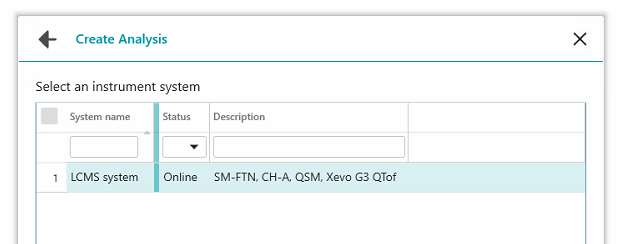 Create Analysis
Select an instrument system
System name Status Description
1 LCMS system Online SM-FTN, CH-A, QSM, Xevo G3 QTof